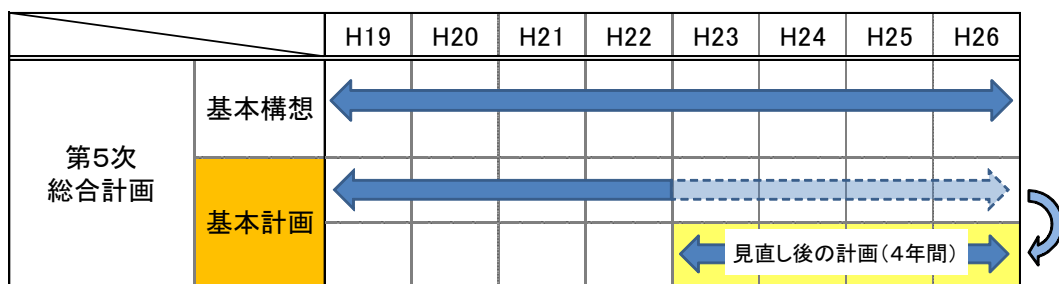 H19 H20 H21 H22 H23 H24 H25 H26
基本構想
第5次
総合計画
基本計画
見直し後の計画(4年間)